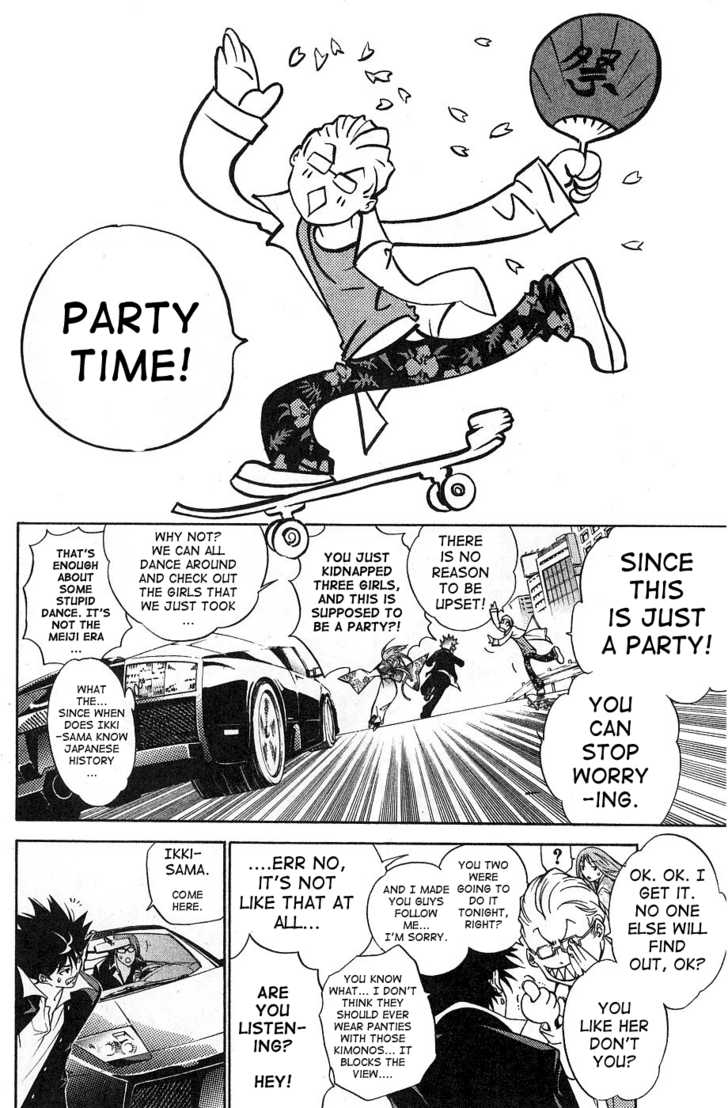 祭
PARTY
TIME!
SINCE
THIS
IS JUST
A PARTY!
YOU
CAN
STOP
WORRY
-ING.
THERE
IS NO
REASON
TO BE
UPSET!
YOU JUST
KIDNAPPED
THREE GIRLS,
AND THIS IS
SUPPOSED TO
BE A PARTY?!
WHY NOT?
WE CAN ALL
DANCE AROUND
AND CHECK OUT
THE GIRLS THAT
WE JUST TOOK
...
THAT'S
ENOUGH
ABOUT
SOME
STUPID
DANCE. IT'S
NOT THE
MEIJI ERA
...
WHAT
THE...
SINCE WHEN
DOES IKKI
-SAMA KNOW
JAPANESE
HISTORY
...
?
OK. OK. I
GET IT.
NO ONE
ELSE WILL
FIND
OUT, OK?
YOU
LIKE HER
DON'T
YOU?
YOU TWO
WERE
GOING TO
DO IT
TONIGHT,
RIGHT?
AND I MADE
YOU GUYS
FOLLOW
ME...
I'M SORRY.
....ERR NO,
IT'S NOT
LIKE THAT AT
ALL...
YOU KNOW
WHAT... I DON'T
THINK THEY
SHOULD EVER
WEAR PANTIES
WITH THOSE
KIMONOS... IT
BLOCKS THE
VIEW....
ARE
YOU
LISTEN-
ING?
HEY!
IKKI-
SAMA.
COME
HERE.